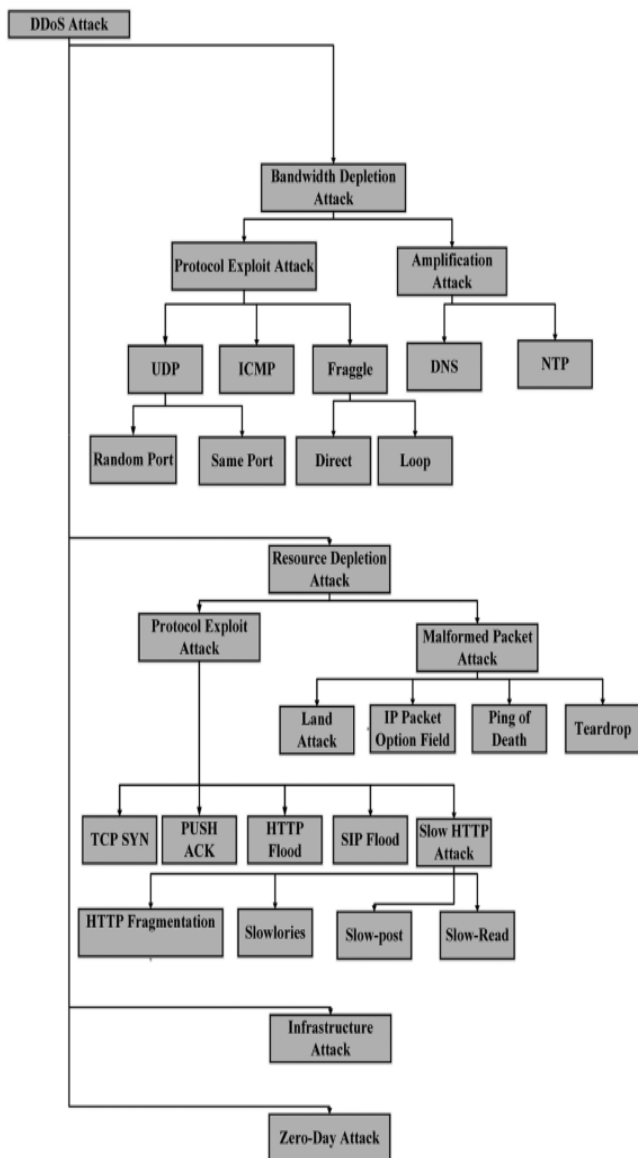 DDoS Attack
Bandwidth Depletion
Attack
Protocol Exploit Attack
Amplification
Attack
UDP
ICMP
Fraggle
DNS
NTP
Random Port
Same Port
Direct
Loop
Resource Depletion
Attack
Protocol Exploit
Attack
Malformed Packet
Attack
Land
Attack
IP Packet
Option Field
Ping of
Death
Teardrop
TCP SYN
PUSH
ACK
HTTP
Flood
SIP Flood
Slow HTTP
Attack
HTTP Fragmentation
Slowlories
Slow-post
Slow-Read
Infrastructure
Attack
Zero-Day Attack